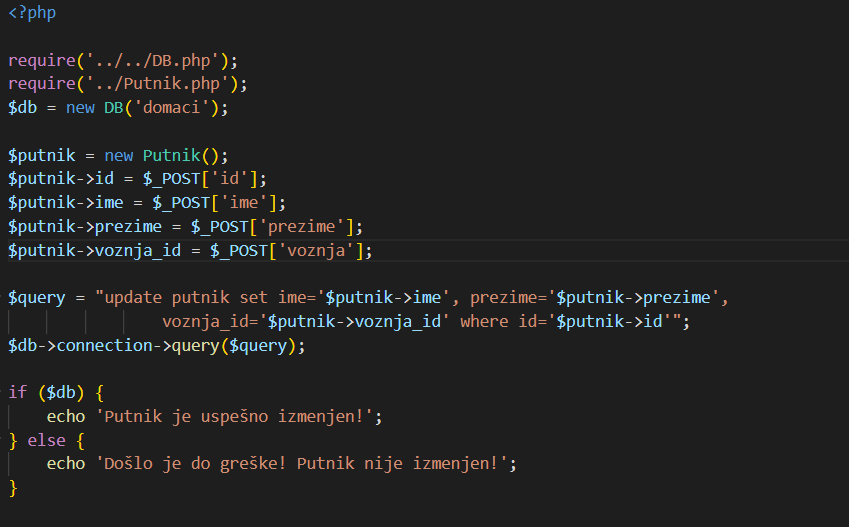 <?php
require('../../DB.php');
require('../Putnik.php');
$db = new DB('domaci');
$putnik = new Putnik();
$putnik->id = $_POST['id'];
$putnik->ime = $_POST['ime'];
$putnik->prezime = $_POST['prezime'];
$putnik->voznja_id = $_POST['voznja'];
$query = "update putnik set ime='$putnik->ime', prezime='$putnik->prezime',
voznja_id='$putnik->voznja_id' where id='$putnik->id'";
$db->connection->query($query);
if ($db) {
echo 'Putnik je uspešno izmenjen!';
} else {
echo 'Došlo je do greške! Putnik nije izmenjen!';
}